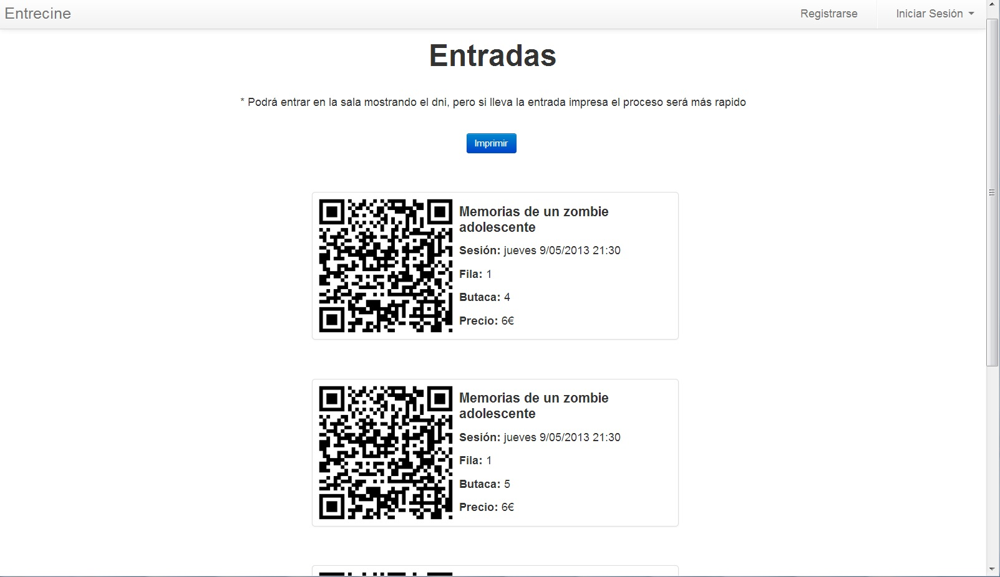 Entrecine
Registrarse
Iniciar Sesión
Entradas
* Podrá entrar en la sala mostrando el dni, pero si lleva la entrada impresa el proceso será más rapido
Imprimir
Memorias de un zombie
adolescente
Sesión: jueves 9/05/2013 21:30
Fila: 1
Butaca: 4
Precio: 6€
Memorias de un zombie
adolescente
Sesión: jueves 9/05/2013 21:30
Fila: 1
Butaca: 5
Precio: 6€